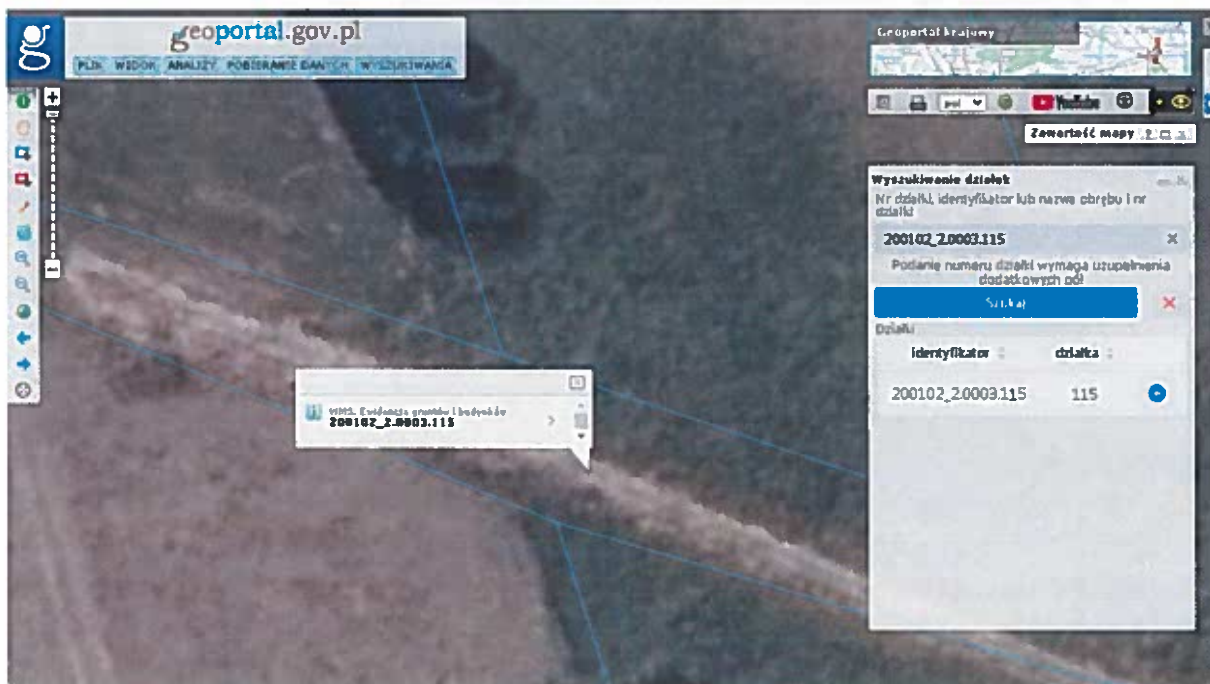 geoportal.gov.pl
PLIK WIDOK ANALIZY POBIERANIE DANYCH WYSZUKIWANIA
Geoportal krajowy
pol YouTube
Zawartość mapy
Wyszukiwanie działek
Nr działki, identyfikator lub nazwa obrębu i nr
działki
200102_2.0003.115
Podanie numeru działki wymaga uzupełnienia
dodatkowych pól
Szukaj
Działki
identyfikator działka
200102_2.0003.115 115
WMS. Ewidencja gruntów i budynków
200102_2.0003.115